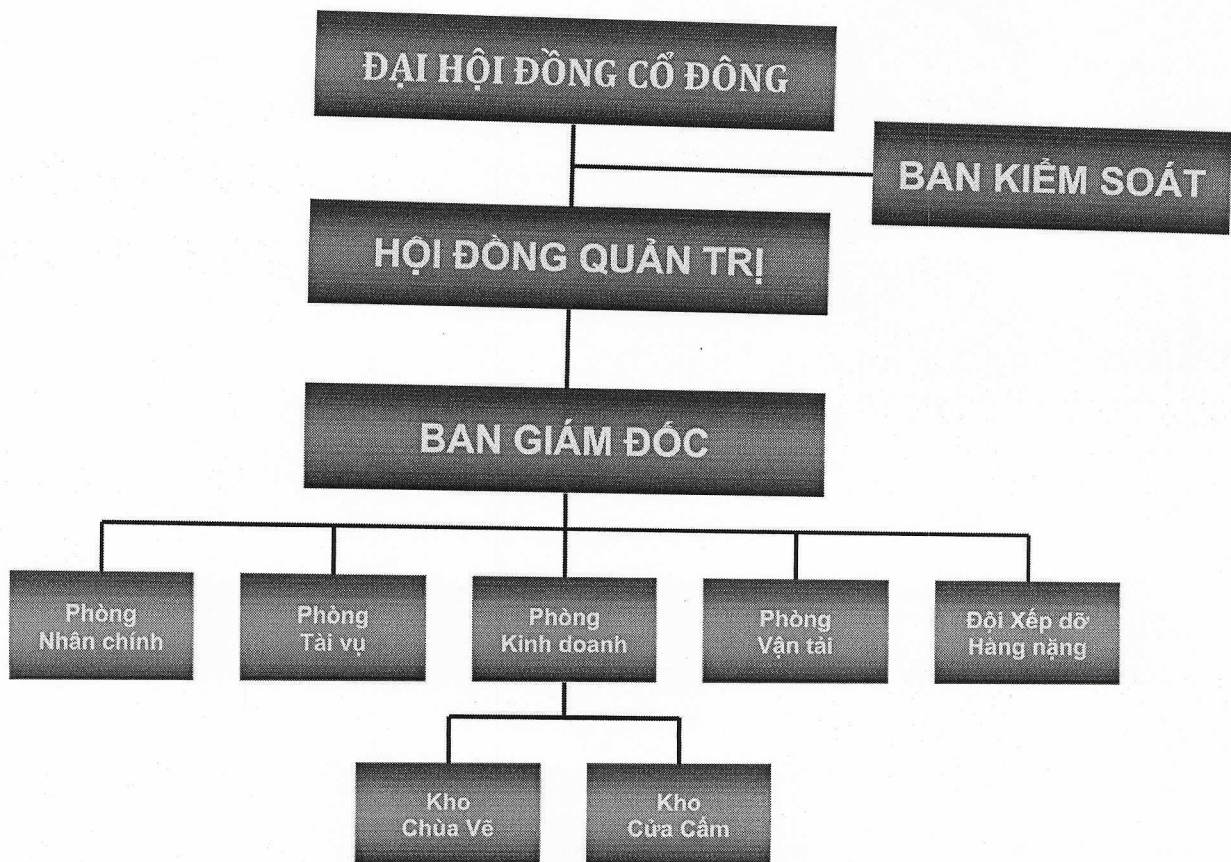 ĐẠI HỘI ĐỒNG CỔ ĐÔNG
BAN KIỂM SOÁT
HỘI ĐỒNG QUẢN TRỊ
BAN GIÁM ĐỐC
Phòng
Nhân chính
Phòng
Tài vụ
Phòng
Kinh doanh
Phòng
Vận tải
Đội Xếp dỡ
Hàng nặng
Kho
Chùa Vẽ
Kho
Cửa Cấm